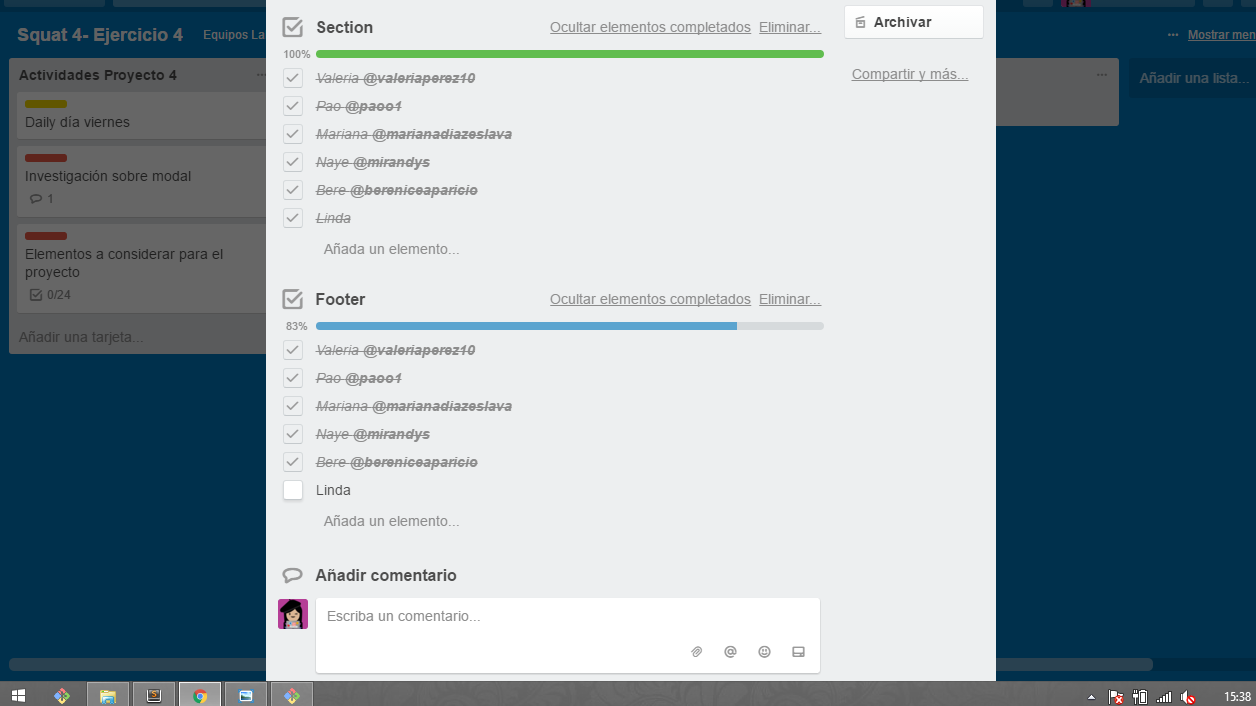 Squat 4- Ejercicio 4
Equipos La
Mostrar men
Actividades Proyecto 4
Daily día viernes
Investigación sobre modal
1
Elementos a considerar para el
proyecto
0/24
Añadir una tarjeta...
Section
Ocultar elementos completados
Eliminar...
100%
Valeria @valeriaperez10
Pao @paoo1
Mariana @marianadiazeslava
Naye @mirandys
Bere @bereniceaparicio
Linda
Añada un elemento...
Footer
Ocultar elementos completados
Eliminar...
83%
Valeria @valeriaperez10
Pao @paoo1
Mariana @marianadiazeslava
Naye @mirandys
Bere @bereniceaparicio
Linda
Añada un elemento...
Añadir comentario
Escriba un comentario...
Archivar
Compartir y más...
Añadir una lista...
15:38